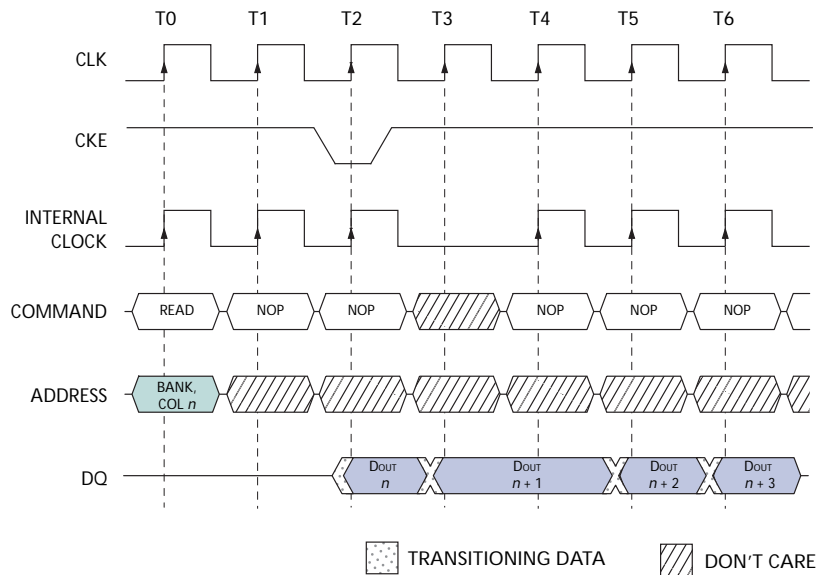 T0 T1 T2 T3 T4 T5 T6
CLK
CKE
INTERNAL
CLOCK
COMMAND
READ NOP NOP NOP NOP NOP
ADDRESS
BANK,
COL n
DQ
DOUT
n
DOUT
n + 1
DOUT
n + 2
DOUT
n + 3
TRANSITIONING DATA
DON'T CARE